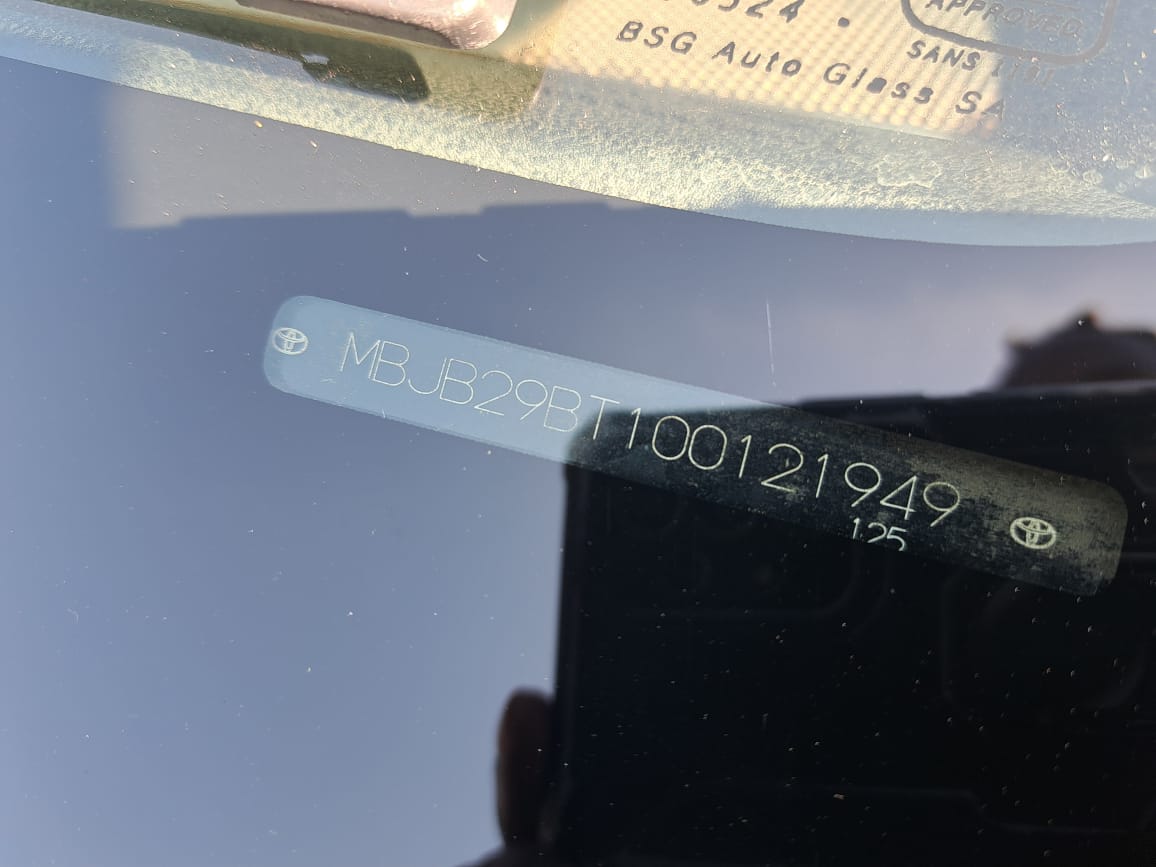 APPROVED
BSG Auto Glass SA
SANS
MBJB29BT100121949
125